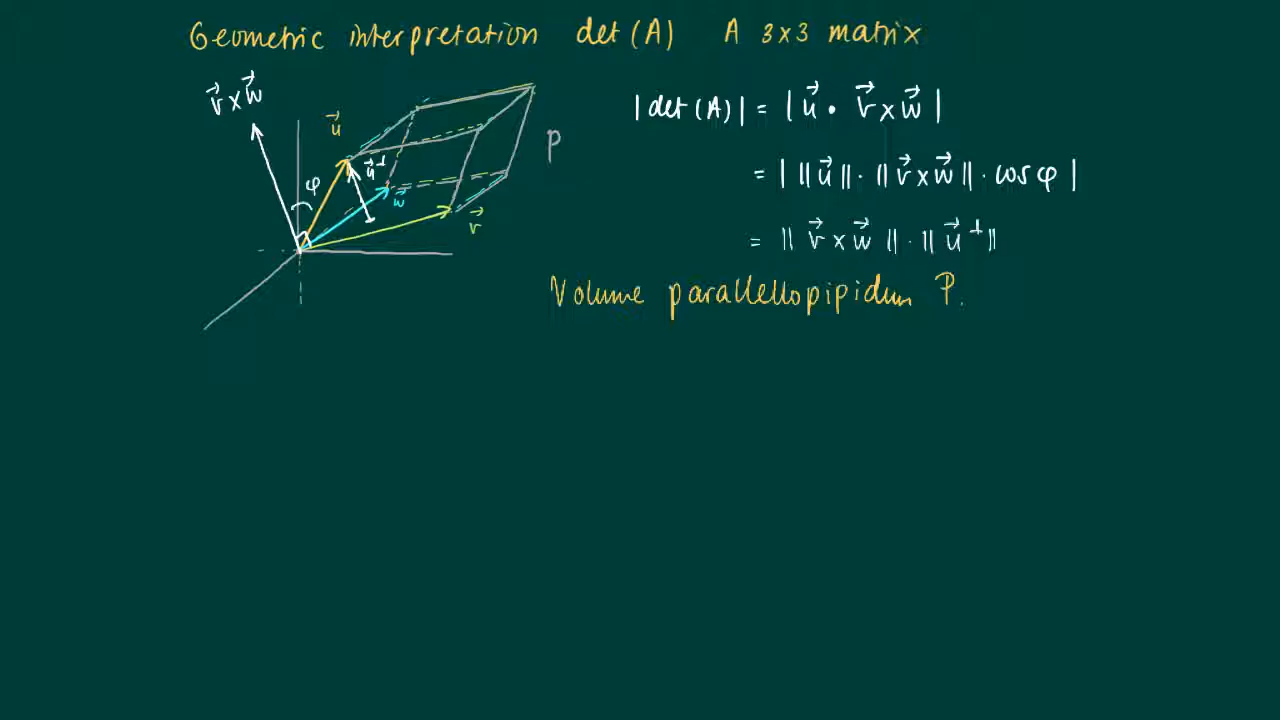 Geometric interpretation det(A) A 3x3 matrix
v⃗ x w⃗
u⃗
φ
u⃗⊥
w⃗
v⃗
P
|det(A)| = |u⃗ • v⃗ x w⃗|
= | ||u⃗|| · ||v⃗ x w⃗|| · cos φ |
= ||v⃗ x w⃗|| · ||u⃗⊥||
Volume parallellopipidum P.